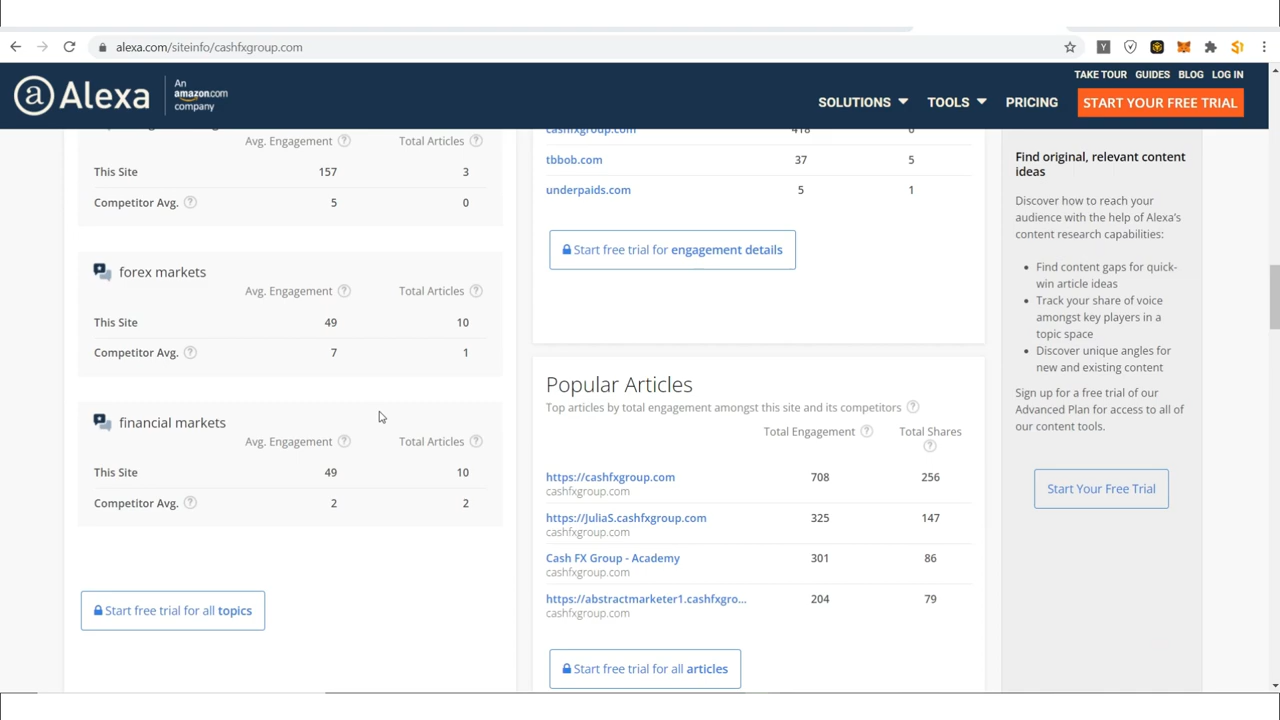 alexa.com/siteinfo/cashfxgroup.com
TAKE TOUR GUIDES BLOG LOG IN
Alexa
An
amazon.com
company
SOLUTIONS TOOLS PRICING START YOUR FREE TRIAL
Avg. Engagement ? Total Articles ?
This Site 157 3
Competitor Avg. ? 5 0
forex markets
Avg. Engagement ? Total Articles ?
This Site 49 10
Competitor Avg. ? 7 1
financial markets
Avg. Engagement ? Total Articles ?
This Site 49 10
Competitor Avg. ? 2 2
Start free trial for all topics
cashfxgroup.com 418 6
tbbob.com 37 5
underpaids.com 5 1
Start free trial for engagement details
Popular Articles
Top articles by total engagement amongst this site and its competitors ?
Total Engagement ? Total Shares
?
https://cashfxgroup.com 708 256
cashfxgroup.com
https://JuliaS.cashfxgroup.com 325 147
cashfxgroup.com
Cash FX Group - Academy 301 86
cashfxgroup.com
https://abstractmarketer1.cashfxgro... 204 79
cashfxgroup.com
Start free trial for all articles
Find original, relevant content
ideas
Discover how to reach your
audience with the help of Alexa's
content research capabilities:
Find content gaps for quick-
win article ideas
Track your share of voice
amongst key players in a
topic space
Discover unique angles for
new and existing content
Sign up for a free trial of our
Advanced Plan for access to all of
our content tools.
Start Your Free Trial